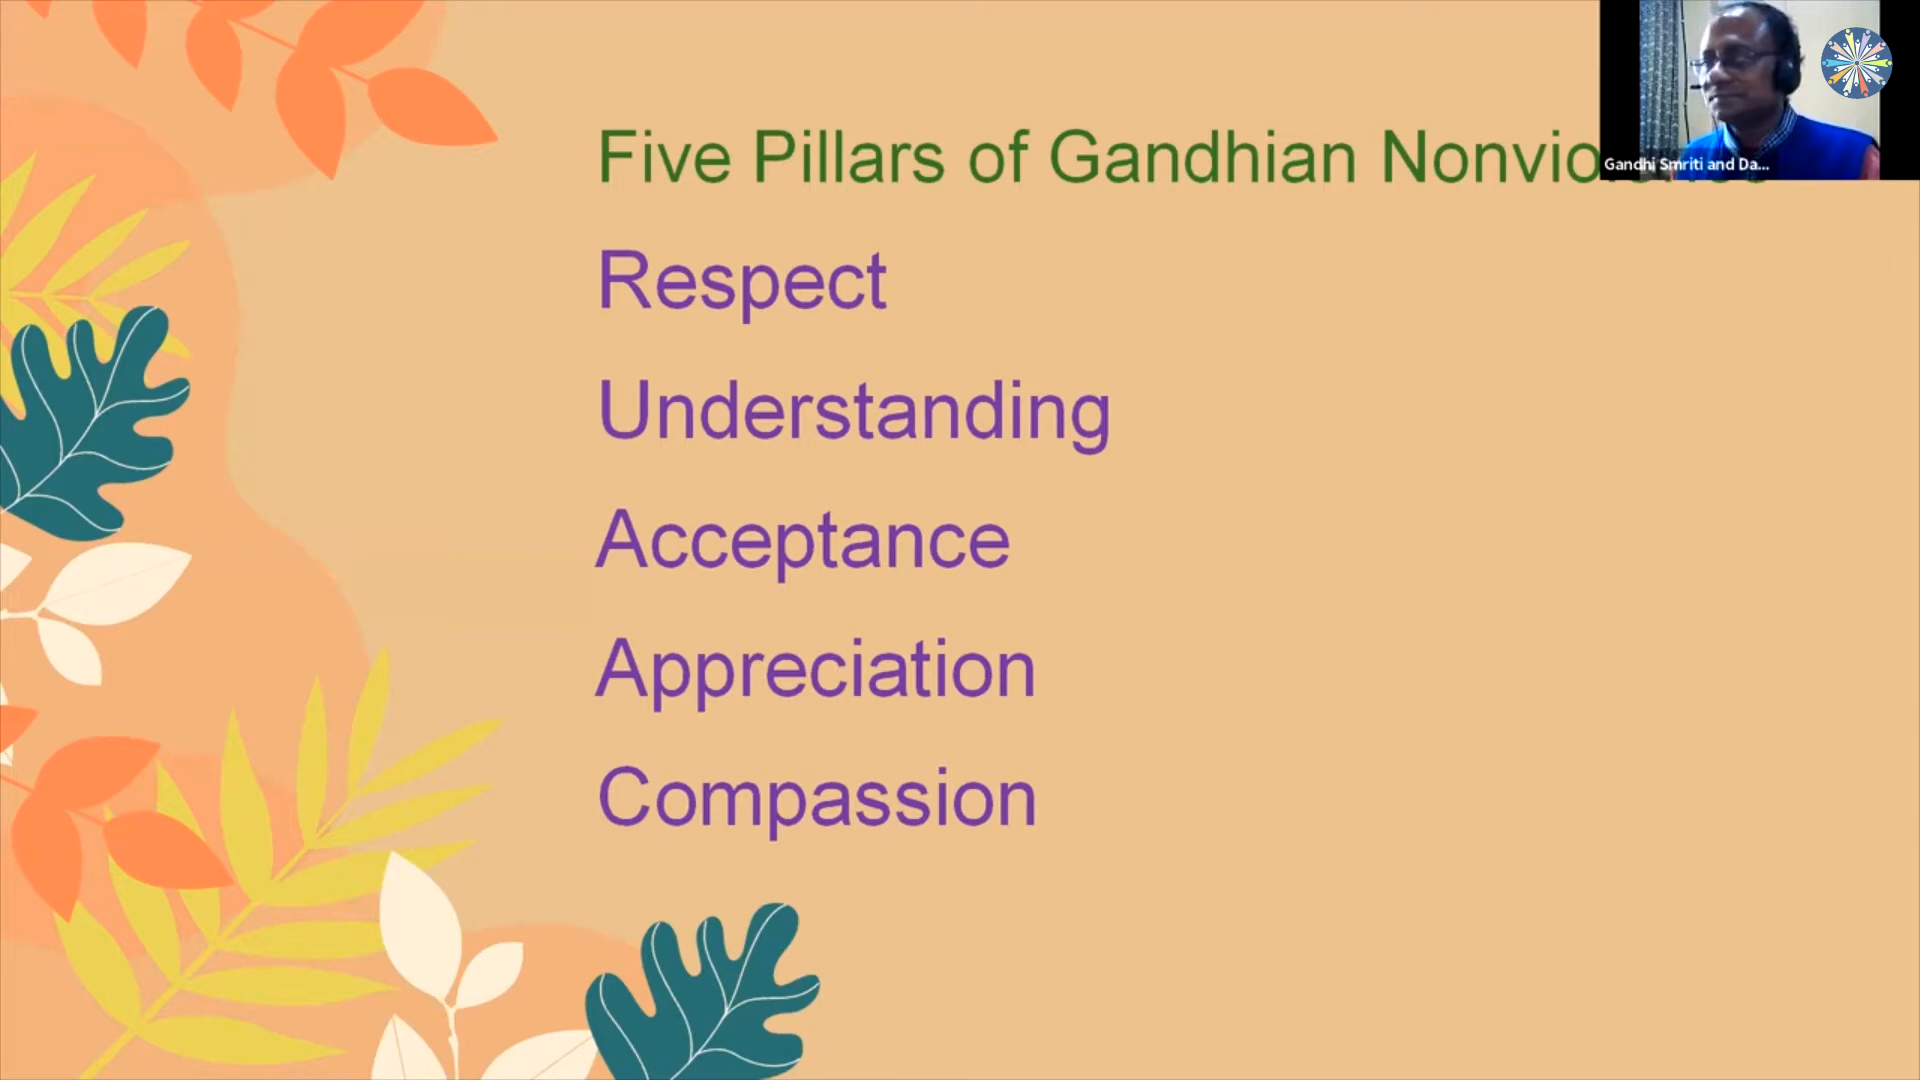 Five Pillars of Gandhian Nonvio
Gandhi Smriti and Da...
Respect
Understanding
Acceptance
Appreciation
Compassion